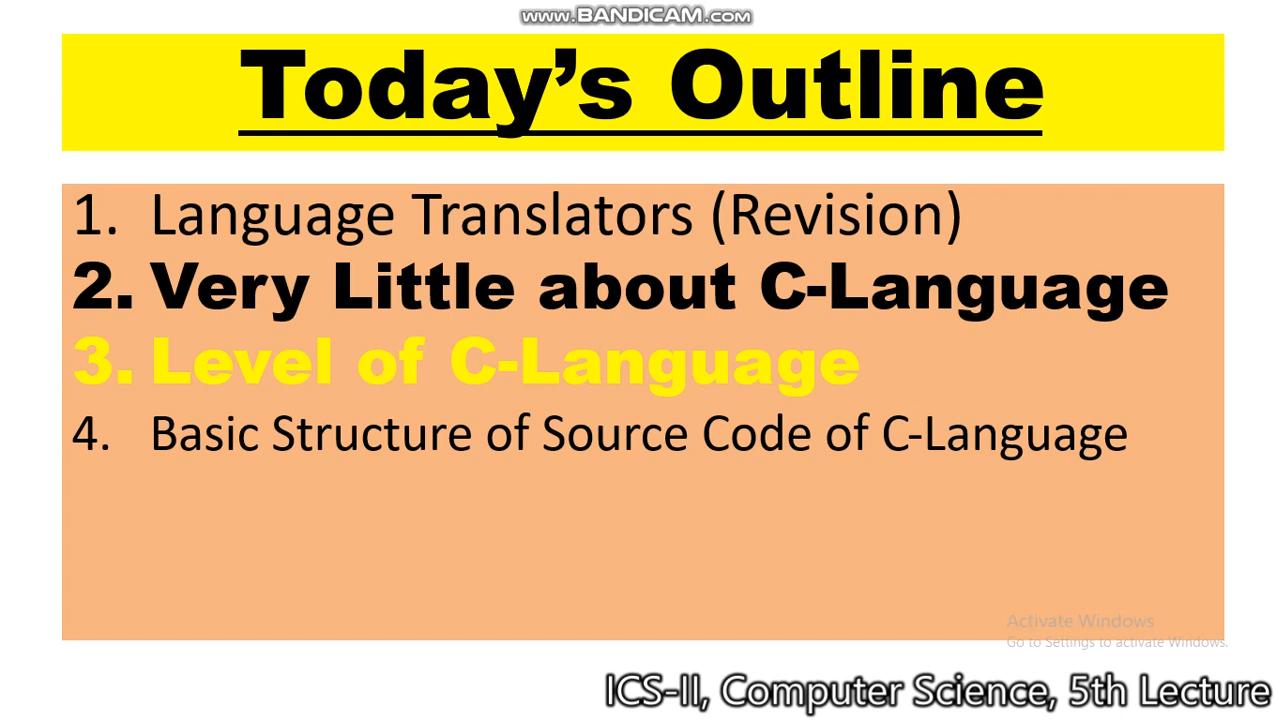 www.BANDICAM.com
Today’s Outline
1. Language Translators (Revision)
2. Very Little about C-Language
3. Level of C-Language
4. Basic Structure of Source Code of C-Language
Activate Windows
Go to Settings to activate Windows.
ICS-II, Computer Science, 5th Lecture